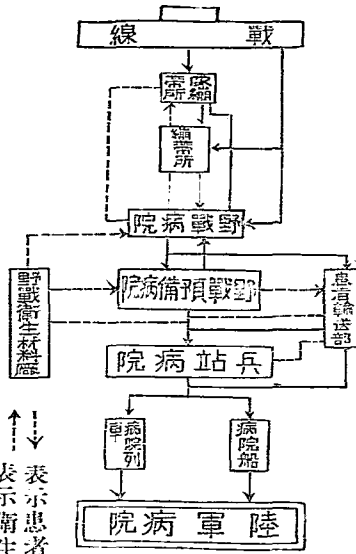 戰線
隊繃
帶所
繃帶所
野戰病院
野戰預備病院
患者輸送部
野戰衛生材料廠
兵站病院
病院船
病院列
車
陸軍病院
表示患者
表示衛生